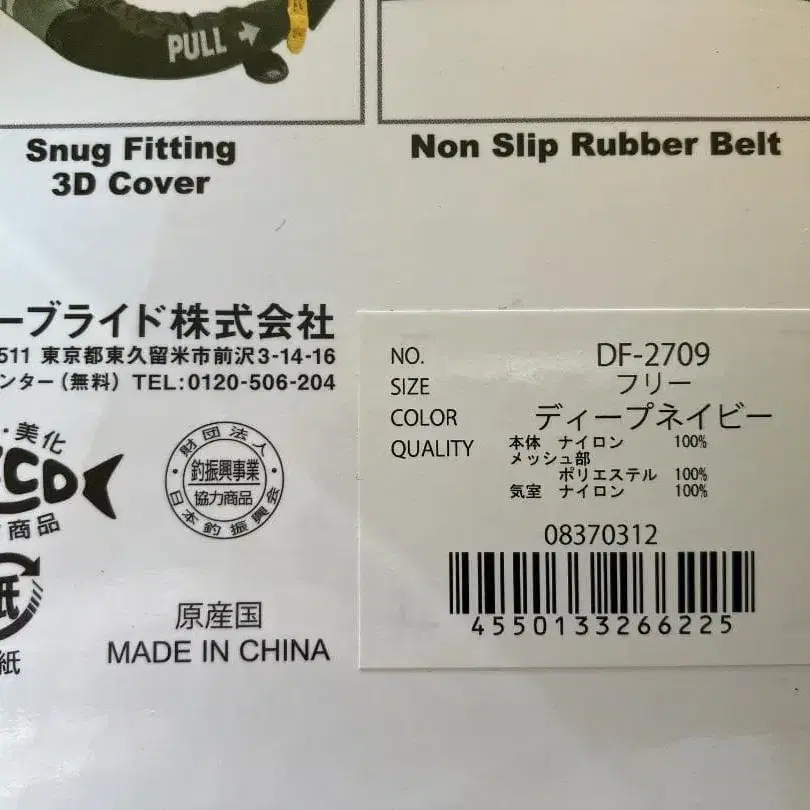 PULL
Snug Fitting
3D Cover
Non Slip Rubber Belt
ーブライド株式会社
511 東京都東久留米市前沢3-14-16
ンター(無料) TEL:0120-506-204
・美化
商品
財団法人
釣振興事業
協力商品
日本釣振興会
紙
紙
原産国
MADE IN CHINA
NO. DF-2709
SIZE フリー
COLOR ディープネイビー
QUALITY 本体 ナイロン 100%
メッシュ部
ポリエステル 100%
気室 ナイロン 100%
08370312
4550133266225